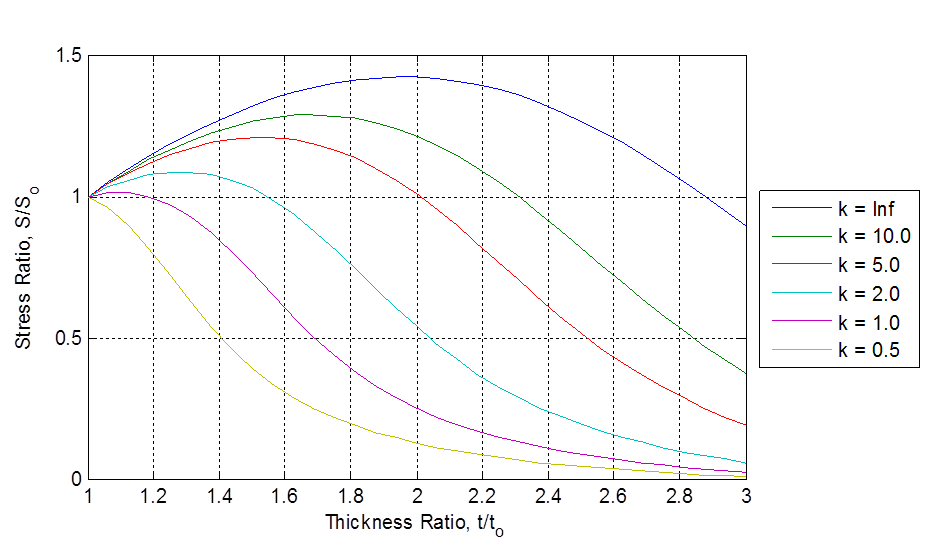 1.5
1
0.5
0
Stress Ratio, S/So
1 1.2 1.4 1.6 1.8 2 2.2 2.4 2.6 2.8 3
Thickness Ratio, t/to
k = Inf
k = 10.0
k = 5.0
k = 2.0
k = 1.0
k = 0.5